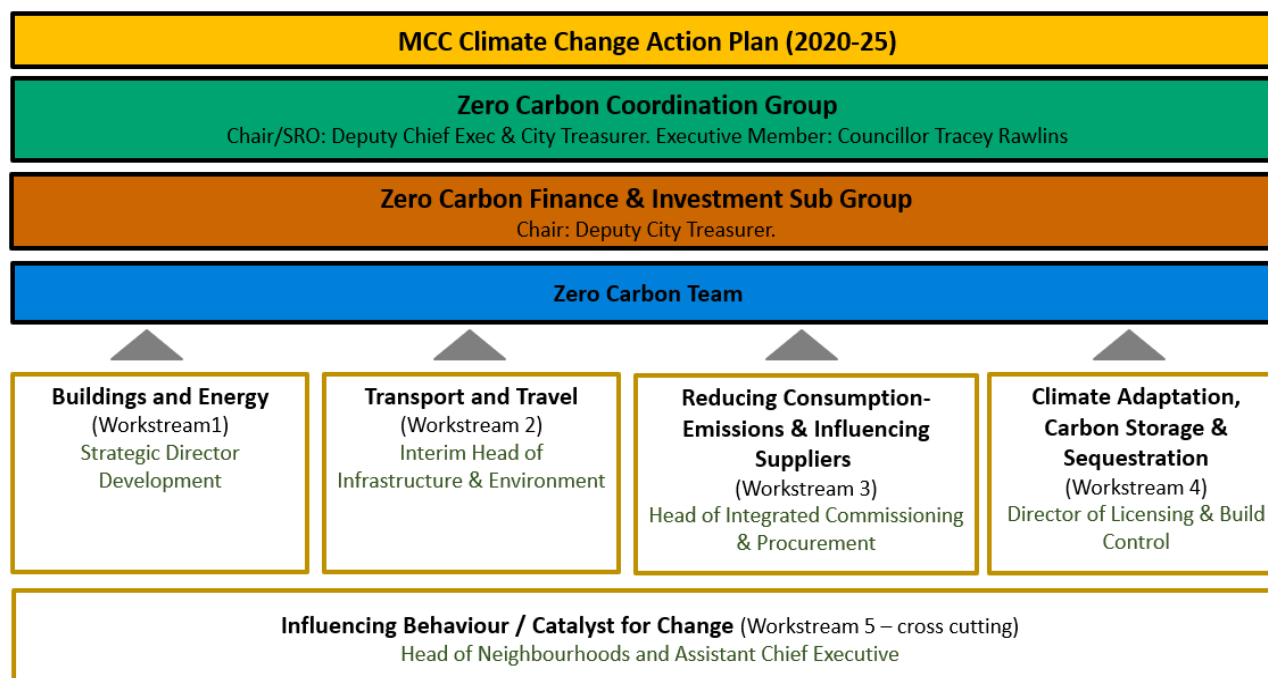 MCC Climate Change Action Plan (2020-25)
Zero Carbon Coordination Group
Chair/SRO: Deputy Chief Exec & City Treasurer. Executive Member: Councillor Tracey Rawlins
Zero Carbon Finance & Investment Sub Group
Chair: Deputy City Treasurer.
Zero Carbon Team
Buildings and Energy
(Workstream1)
Strategic Director
Development
Transport and Travel
(Workstream 2)
Interim Head of
Infrastructure & Environment
Reducing Consumption-
Emissions & Influencing
Suppliers
(Workstream 3)
Head of Integrated Commissioning
& Procurement
Climate Adaptation,
Carbon Storage &
Sequestration
(Workstream 4)
Director of Licensing & Build
Control
Influencing Behaviour / Catalyst for Change (Workstream 5 – cross cutting)
Head of Neighbourhoods and Assistant Chief Executive